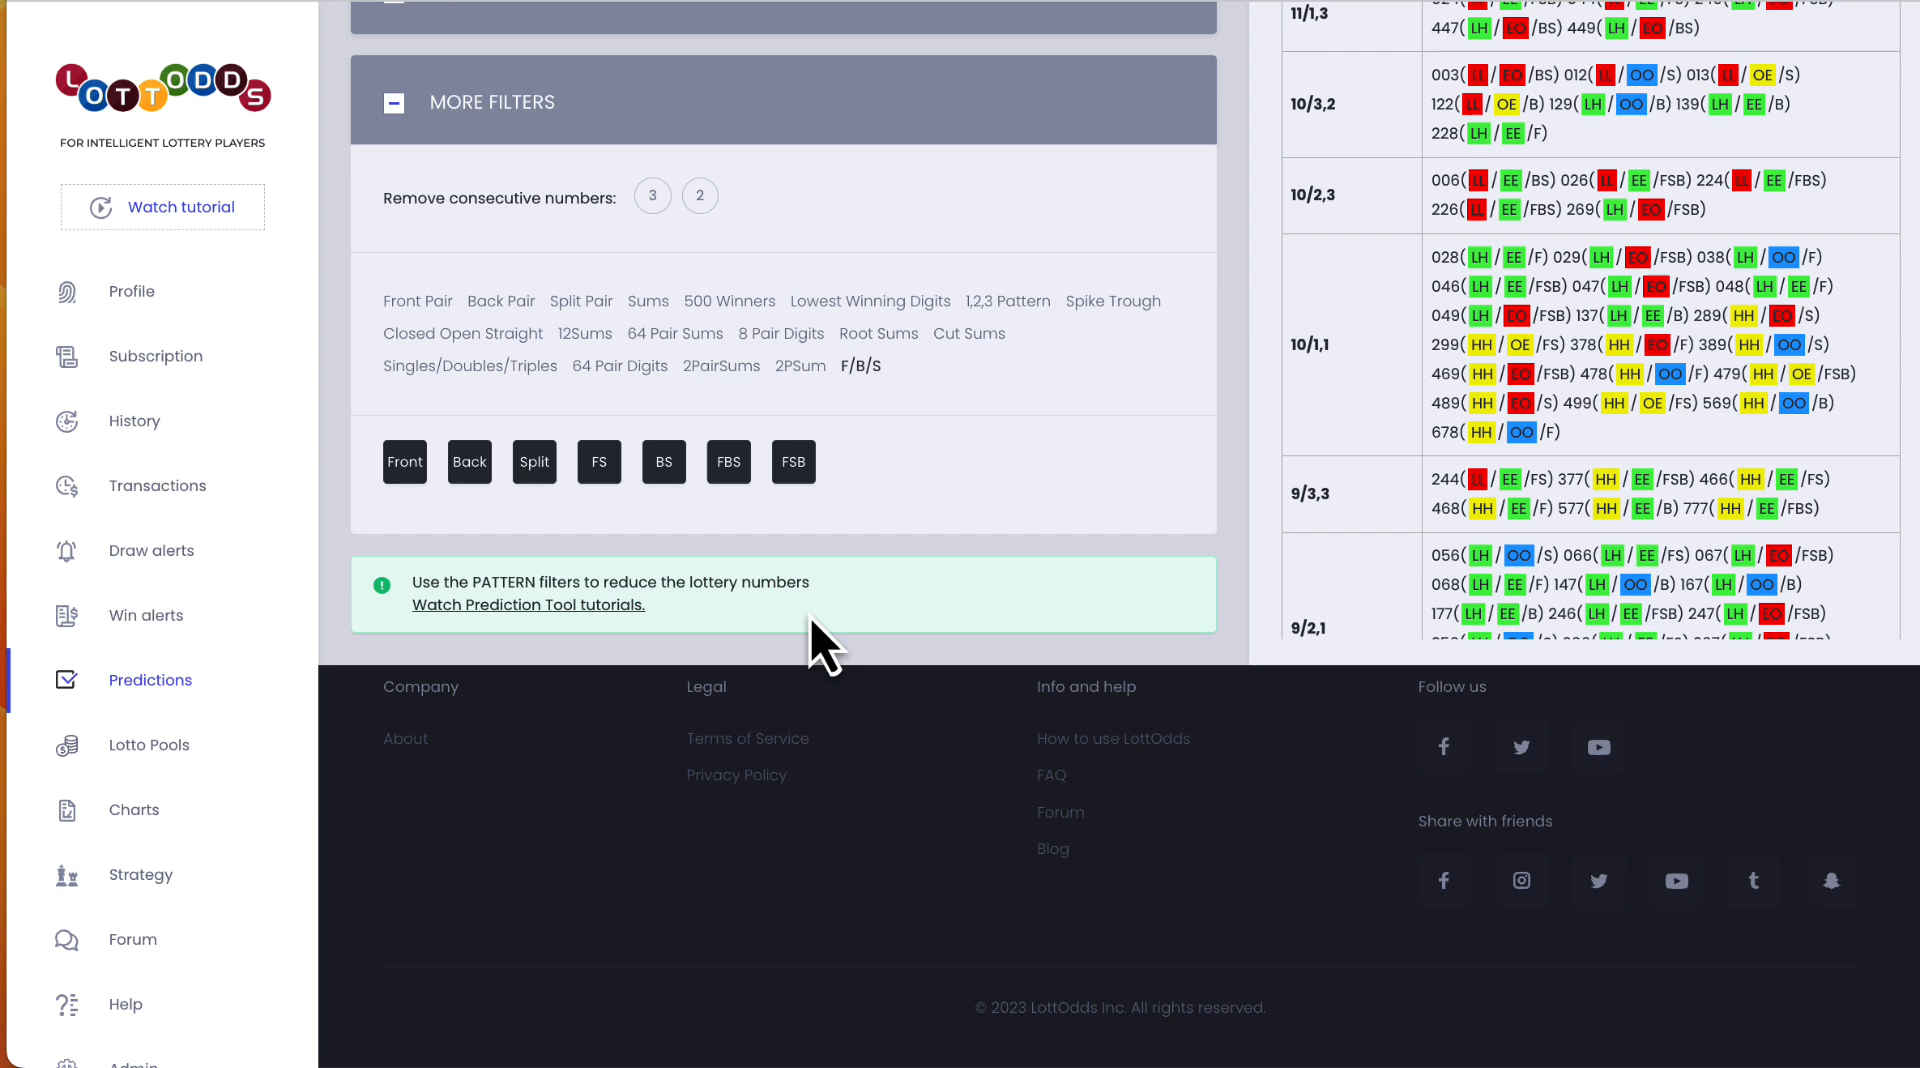 LOTTODDS
FOR INTELLIGENT LOTTERY PLAYERS
Watch tutorial
Profile
Subscription
History
Transactions
Draw alerts
Win alerts
Predictions
Lotto Pools
Charts
Strategy
Forum
Help
Admin
MORE FILTERS
Remove consecutive numbers: 3 2
Front Pair Back Pair Split Pair Sums 500 Winners Lowest Winning Digits 1,2,3 Pattern Spike Trough
Closed Open Straight 12Sums 64 Pair Sums 8 Pair Digits Root Sums Cut Sums
Singles/Doubles/Triples 64 Pair Digits 2PairSums 2PSum F/B/S
Front Back Split FS BS FBS FSB
Use the PATTERN filters to reduce the lottery numbers
Watch Prediction Tool tutorials.
11/1,3
447( LH / EO /BS) 449( LH / EO /BS)
10/3,2
003( LL / EO /BS) 012( LL / OO /S) 013( LL / OE /S)
122( LL / OE /B) 129( LH / OO /B) 139( LH / EE /B)
228( LH / EE /F)
10/2,3
006( LL / EE /BS) 026( LL / EE /FSB) 224( LL / EE /FBS)
226( LL / EE /FBS) 269( LH / EO /FSB)
10/1,1
028( LH / EE /F) 029( LH / EO /FSB) 038( LH / OO /F)
046( LH / EE /FSB) 047( LH / EO /FSB) 048( LH / EE /F)
049( LH / EO /FSB) 137( LH / EE /B) 289( HH / EO /S)
299( HH / OE /FS) 378( HH / EO /F) 389( HH / OO /S)
469( HH / EO /FSB) 478( HH / OO /F) 479( HH / OE /FSB)
489( HH / EO /S) 499( HH / OE /FS) 569( HH / OO /B)
678( HH / OO /F)
9/3,3
244( LL / EE /FS) 377( HH / EE /FSB) 466( HH / EE /FS)
468( HH / EE /F) 577( HH / EE /B) 777( HH / EE /FBS)
9/2,1
056( LH / OO /S) 066( LH / EE /FS) 067( LH / EO /FSB)
068( LH / EE /F) 147( LH / OO /B) 167( LH / OO /B)
177( LH / EE /B) 246( LH / EE /FSB) 247( LH / EO /FSB)
Company
About
Legal
Terms of Service
Privacy Policy
Info and help
How to use LottOdds
FAQ
Forum
Blog
Follow us
Share with friends
© 2023 LottOdds Inc. All rights reserved.